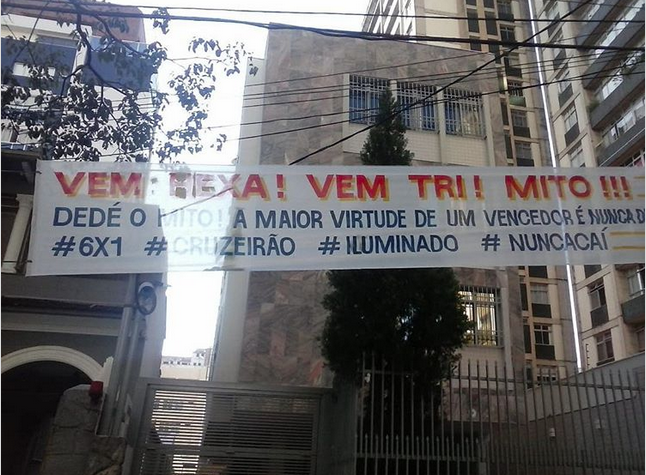 VEM HEXA! VEM TRI! MITO!!!
DEDÉ O MITO! A MAIOR VIRTUDE DE UM VENCEDOR É NUNCA
#6X1 #CRUZEIRÃO #ILUMINADO # NUNCACAÍ